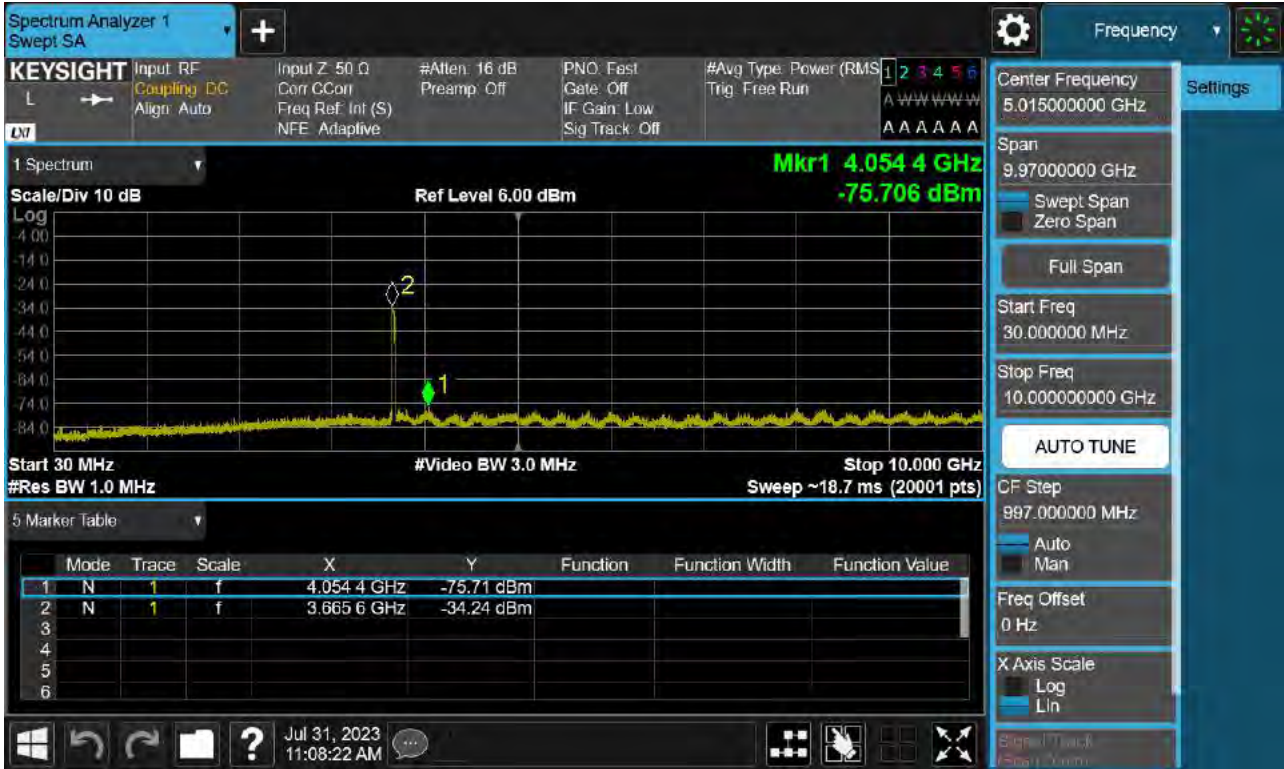 Spectrum Analyzer 1
Swept SA
+
Frequency
KEYSIGHT
L
LXI
Input: RF
Coupling: DC
Align: Auto
Input Z: 50 Ω
Corr CCorr
Freq Ref: Int (S)
NFE: Adaptive
#Atten: 16 dB
Preamp: Off
PNO: Fast
Gate: Off
IF Gain: Low
Sig Track: Off
#Avg Type: Power (RMS
Trig: Free Run
1 2 3 4 5 6
A W W W W W
A A A A A A
1 Spectrum
Scale/Div 10 dB
Ref Level 6.00 dBm
Mkr1 4.054 4 GHz
-75.706 dBm
Log
-4.00
-14.0
-24.0
-34.0
-44.0
-54.0
-64.0
-74.0
-84.0
2
1
Start 30 MHz
#Video BW 3.0 MHz
Stop 10.000 GHz
#Res BW 1.0 MHz
Sweep ~18.7 ms (20001 pts)
5 Marker Table
Mode Trace Scale X Y Function Function Width Function Value
1 N 1 f 4.054 4 GHz -75.71 dBm
2 N 1 f 3.665 6 GHz -34.24 dBm
3
4
5
6
?
Jul 31, 2023
11:08:22 AM
Center Frequency
5.015000000 GHz
Settings
Span
9.97000000 GHz
Swept Span
Zero Span
Full Span
Start Freq
30.000000 MHz
Stop Freq
10.000000000 GHz
AUTO TUNE
CF Step
997.000000 MHz
Auto
Man
Freq Offset
0 Hz
X Axis Scale
Log
Lin
Signal Track